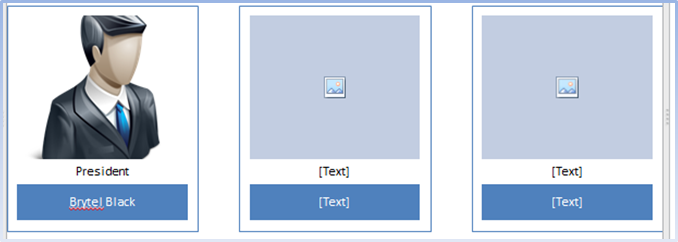 President
Brytel Black
[Text]
[Text]
[Text]
[Text]